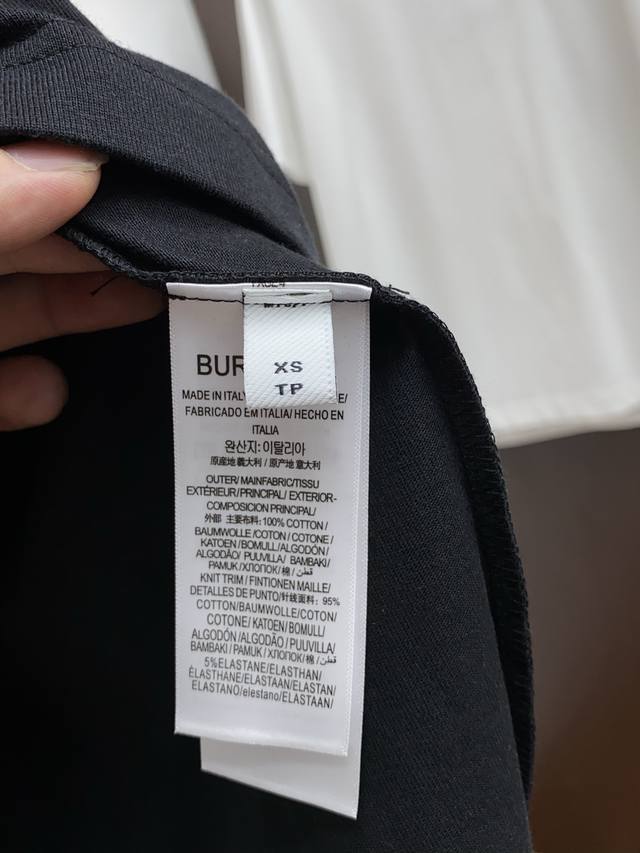 XS
TP
BUR
MADE IN ITALY
FABRICADO EM ITALIA/ HECHO EN
ITALIA
완산지: 이탈리아
原産地義大利 / 原产地 意大利
OUTER/ MAINFABRIC/TISSU
EXTÉRIEUR/PRINCIPAL/ EXTERIOR-
COMPOSICION PRINCIPAL/
外部 主要布料: 100% COTTON/
BAUMWOLLE/COTON/ COTONE/
KATOEN/BOMULL/ALGODÓN/
ALGODÃO/ PUUVILLA/ BAMBAKI/
PAMUK/ХЛОПОК/棉/قطن/
KNIT TRIM / FINTIONEN MAILLE/
DETALLES DE PUNTO/针线面料: 95%
COTTON/BAUMWOLLE/COTON/
COTONE/ KATOEN/BOMULL/
ALGODÓN/ALGODÃO/PUUVILLA/
BAMBAKI / PAMUK / ХЛОПОК/棉/قطن/
5%ELASTANE/ELASTHAN/
ÉLASTHANE/ELASTAAN/ELASTAN/
ELASTANO/elestano/ELASTAAN/